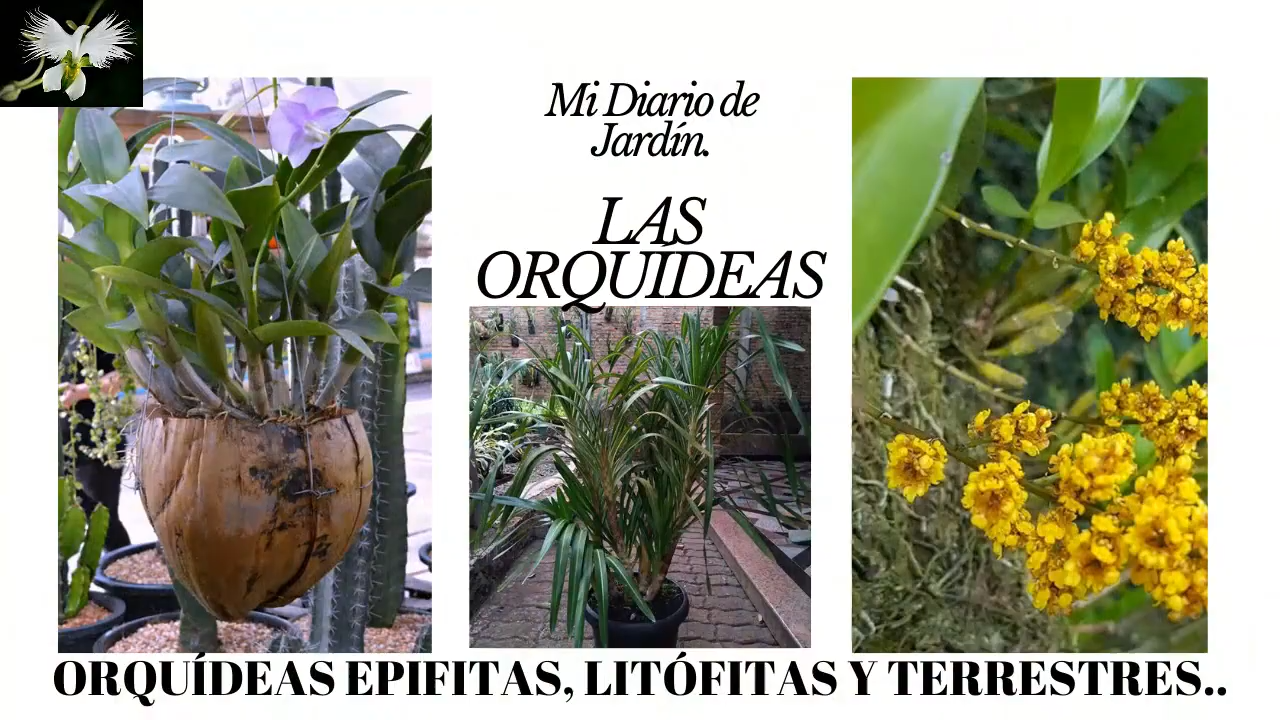 Mi Diario de
Jardín.
LAS
ORQUÍDEAS
ORQUÍDEAS EPIFITAS, LITÓFITAS Y TERRESTRES..